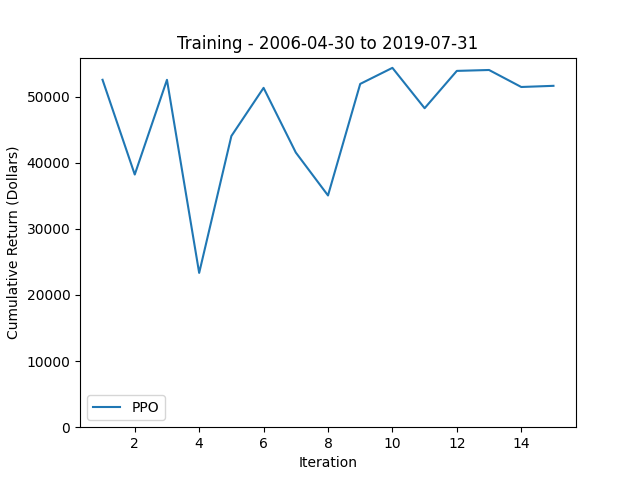 Training - 2006-04-30 to 2019-07-31
Cumulative Return (Dollars)
50000
40000
30000
20000
10000
0
PPO
2 4 6 8 10 12 14
Iteration